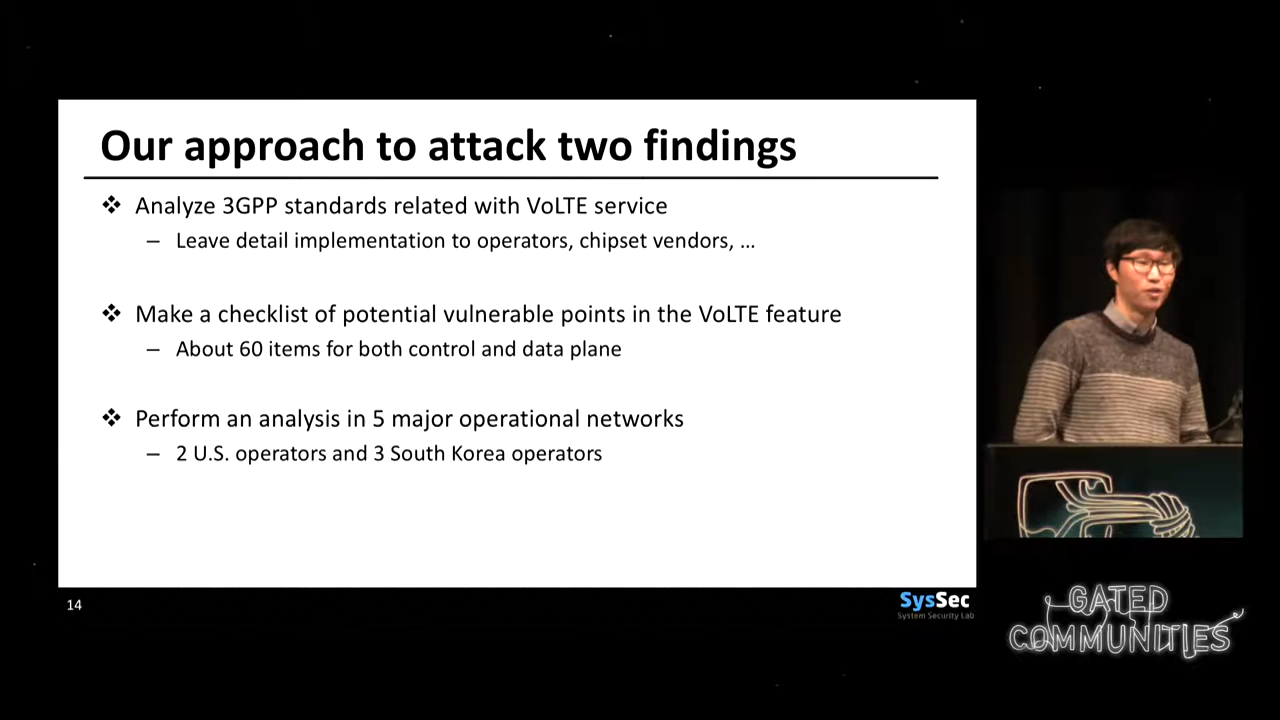 Our approach to attack two findings
❖ Analyze 3GPP standards related with VoLTE service
– Leave detail implementation to operators, chipset vendors, ...
❖ Make a checklist of potential vulnerable points in the VoLTE feature
– About 60 items for both control and data plane
❖ Perform an analysis in 5 major operational networks
– 2 U.S. operators and 3 South Korea operators
14
SysSec
System Security Lab
GATED
COMMUNITIES